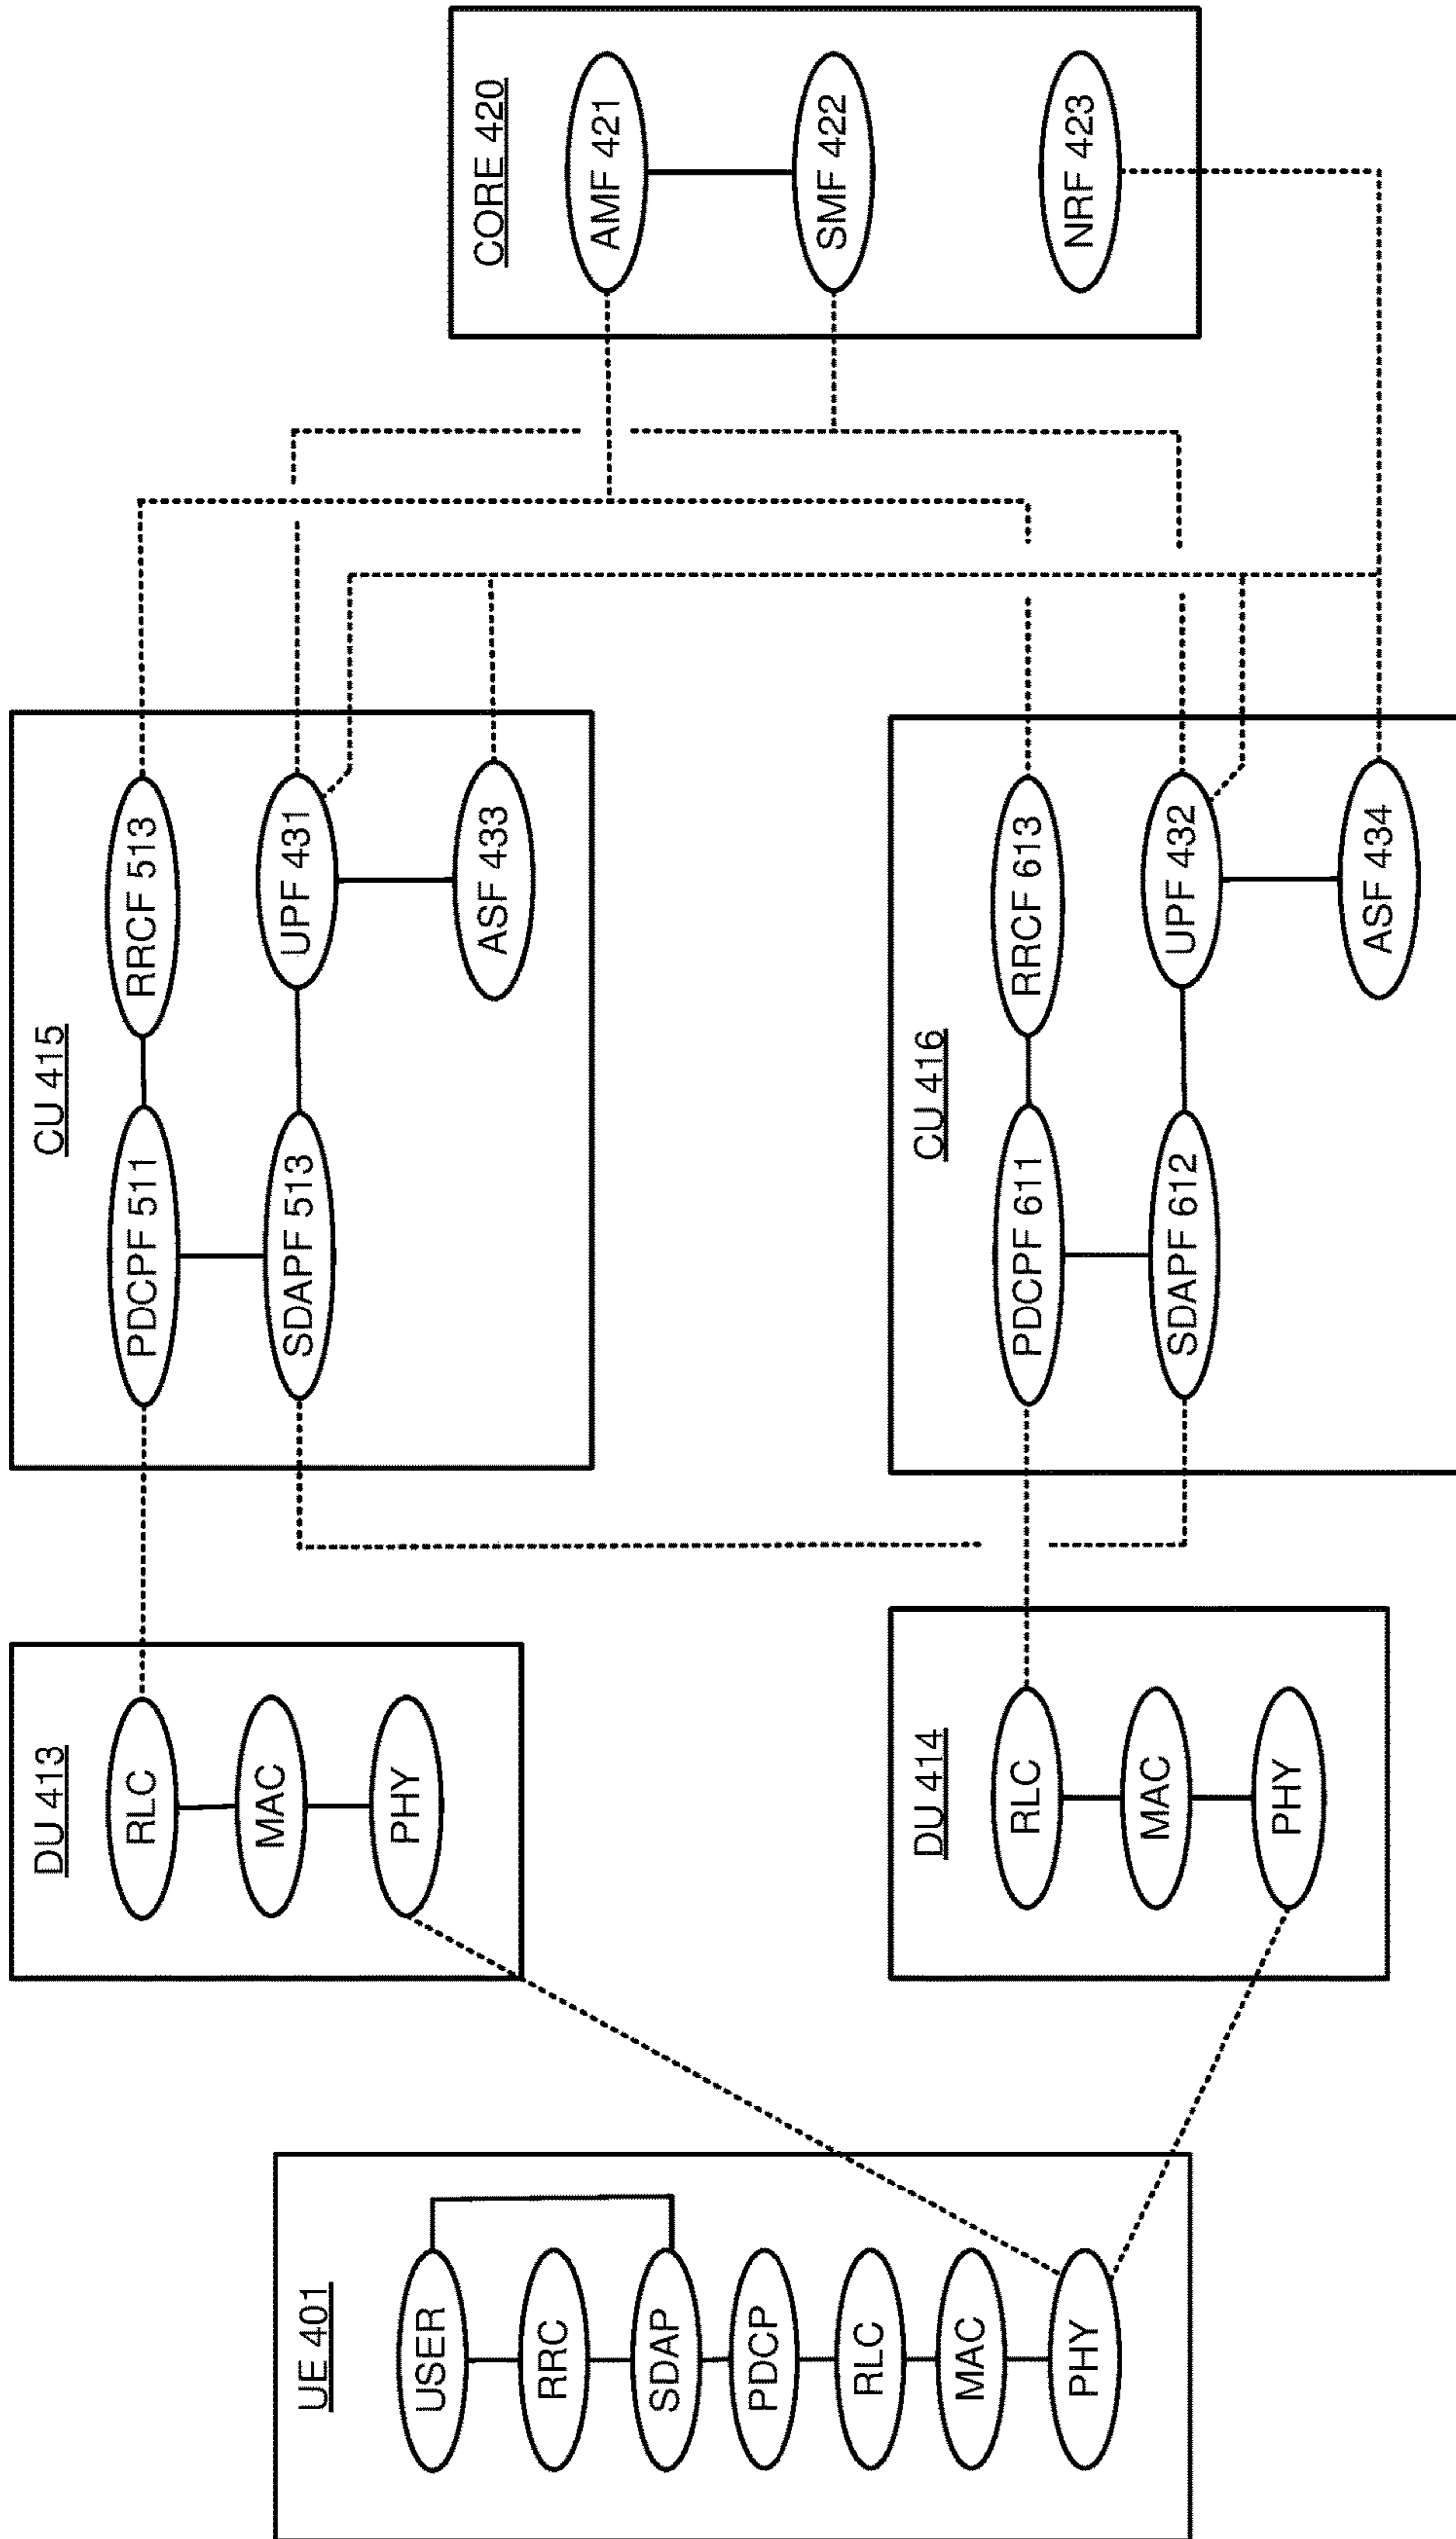 UE 401
USER
RRC
SDAP
PDCP
RLC
MAC
PHY
DU 413
RLC
MAC
PHY
DU 414
RLC
MAC
PHY
CU 415
PDCPF 511
RRCF 513
SDAPF 513
UPF 431
ASF 433
CU 416
PDCPF 611
RRCF 613
SDAPF 612
UPF 432
ASF 434
CORE 420
AMF 421
SMF 422
NRF 423